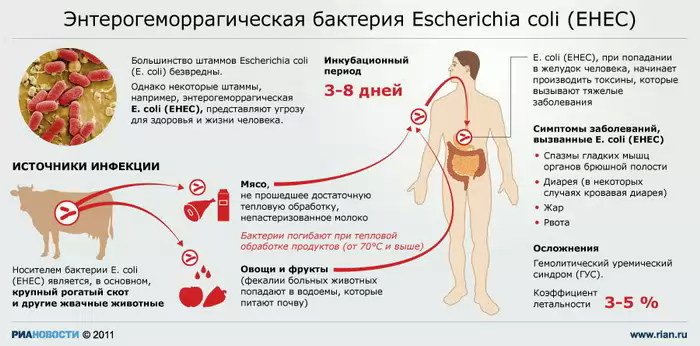 Энтерогеморрагическая бактерия Escherichia coli (EHEC)
Большинство штаммов Escherichia coli
(E. coli) безвредны.
Однако некоторые штаммы,
например, энтерогеморрагическая
E. coli (EHEC), представляют угрозу
для здоровья и жизни человека.
Инкубационный
период
3-8 дней
E. coli (EHEC), при попадании
в желудок человека, начинает
производить токсины, которые
вызывают тяжелые
заболевания
Симптомы заболеваний,
вызванные E. coli (EHEC)
• Спазмы гладких мышц
органов брюшной полости
• Диарея (в некоторых
случаях кровавая диарея)
• Жар
• Рвота
Осложнения
Гемолитический уремический
синдром (ГУС).
Коэффициент
летальности
3-5 %
ИСТОЧНИКИ ИНФЕКЦИИ
Мясо,
не прошедшее достаточную
тепловую обработку,
непастеризованное молоко
Бактерии погибают при тепловой
обработке продуктов (от 70°С и выше)
Овощи и фрукты
(фекалии больных животных
попадают в водоемы, которые
питают почву)
Носителем бактерии E. coli
(EHEC) является, в основном,
крупный рогатый скот
и другие жвачные животные
РИАНОВОСТИ © 2011
www.rian.ru